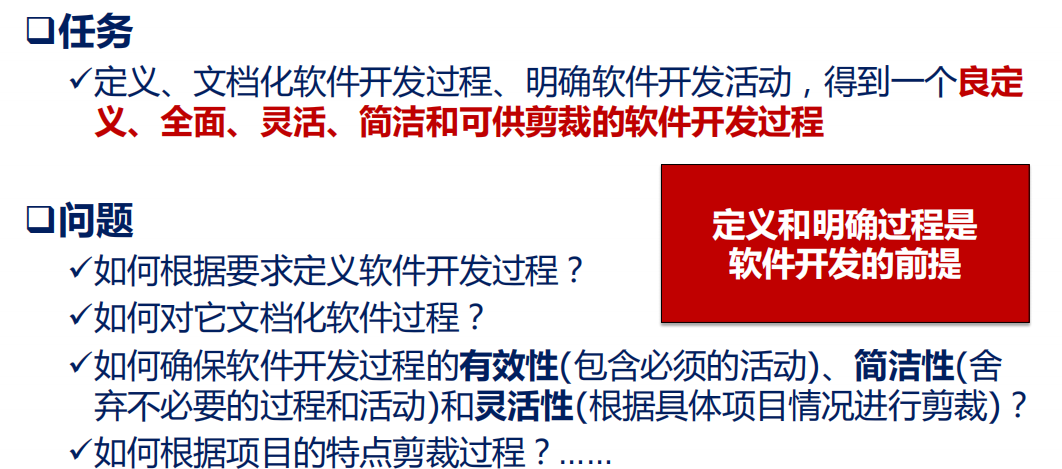 ❑任务
✓定义、文档化软件开发过程、明确软件开发活动，得到一个良定
义、全面、灵活、简洁和可供剪裁的软件开发过程
❑问题
定义和明确过程是
软件开发的前提
✓如何根据要求定义软件开发过程？
✓如何对它文档化软件过程？
✓如何确保软件开发过程的有效性(包含必须的活动)、简洁性(舍
弃不必要的过程和活动)和灵活性(根据具体项目情况进行剪裁)？
✓如何根据项目的特点剪裁过程？……